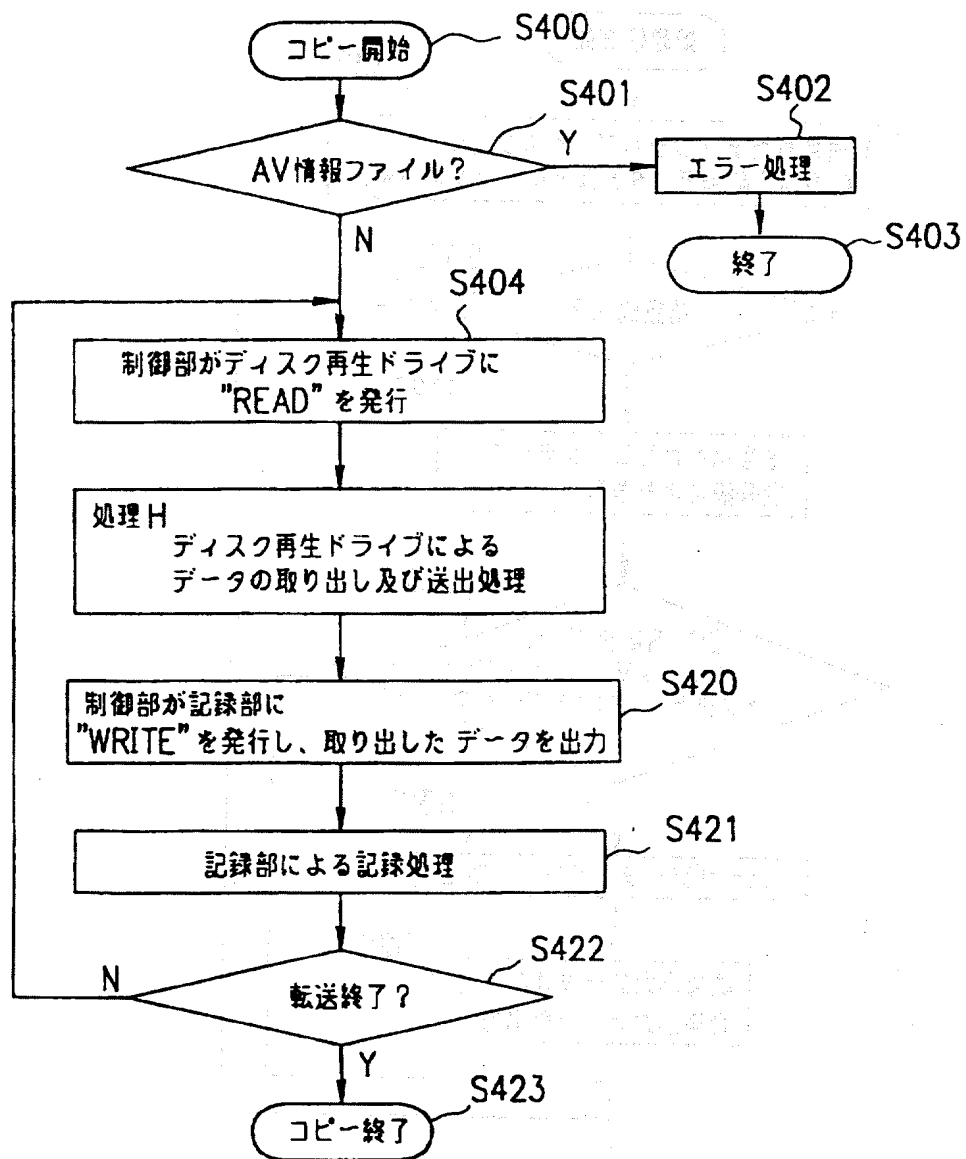 コピー開始
S400
S401
AV情報ファイル?
Y
S402
エラー処理
S403
終了
N
S404
制御部がディスク再生ドライブに
"READ"を発行
処理H
ディスク再生ドライブによる
データの取り出し及び送出処理
S420
制御部が記録部に
"WRITE"を発行し、取り出したデータを出力
S421
記録部による記録処理
S422
N
転送終了?
Y
S423
コピー終了